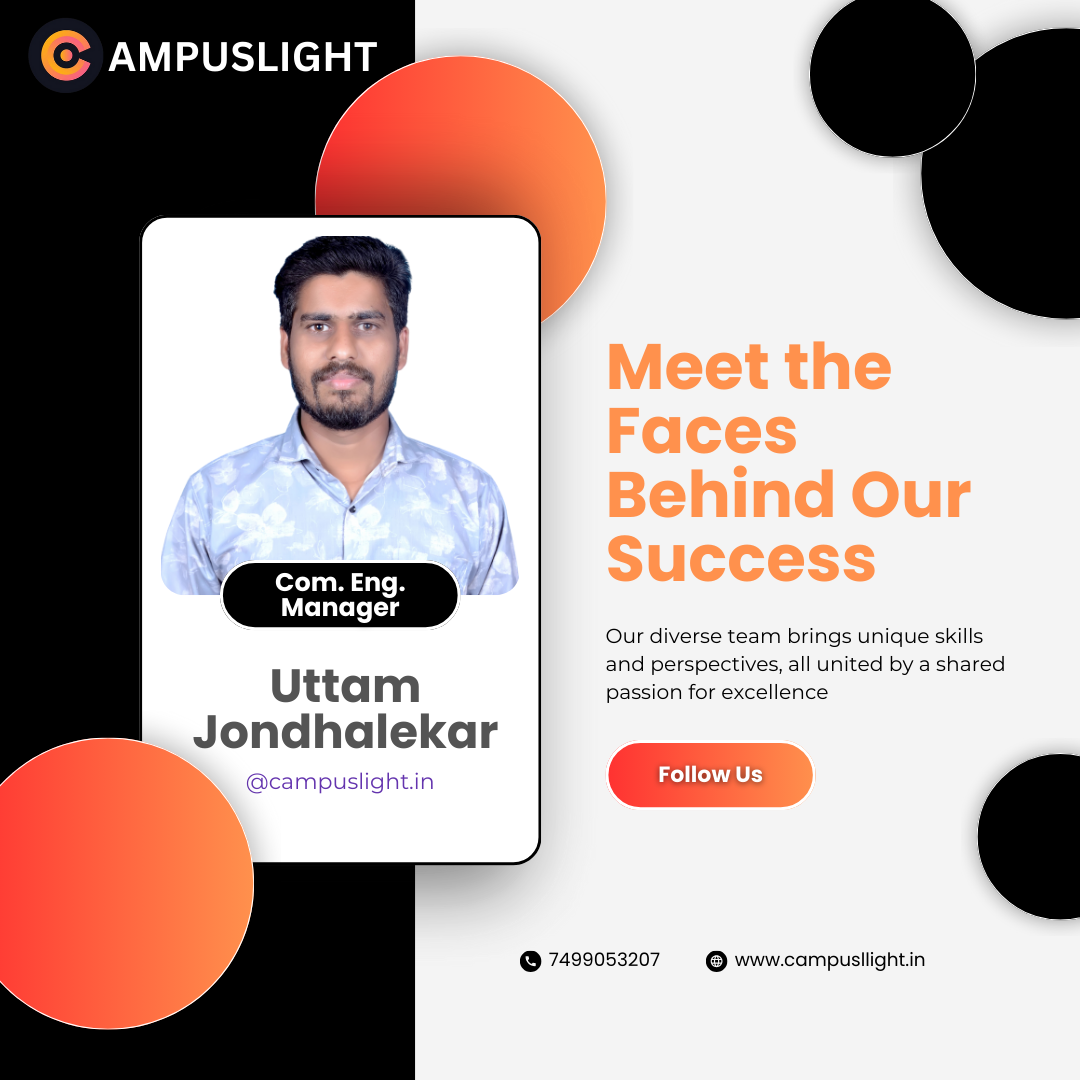 CAMPUSLIGHT
Meet the
Faces
Behind Our
Success
Com. Eng.
Manager
Uttam
Jondhalekar
@campuslight.in
Our diverse team brings unique skills
and perspectives, all united by a shared
passion for excellence
Follow Us
7499053207
www.campusllight.in